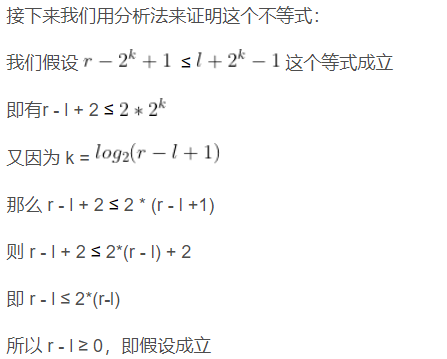 接下来我们用分析法来证明这个不等式：
我们假设 r − 2^k + 1 ≤ l + 2^k − 1 这个等式成立
即有r - l + 2 ≤ 2 * 2^k
又因为 k = log₂(r − l + 1)
那么 r - l + 2 ≤ 2 * (r - l +1)
则 r - l + 2 ≤ 2*(r - l) + 2
即 r - l ≤ 2*(r-l)
所以 r - l ≥ 0，即假设成立